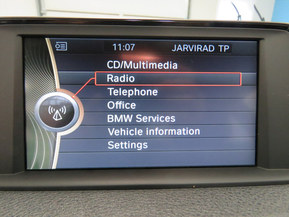 11:07 JARVIRAD TP
CD/Multimedia
Radio
Telephone
Office
BMW Services
Vehicle information
Settings